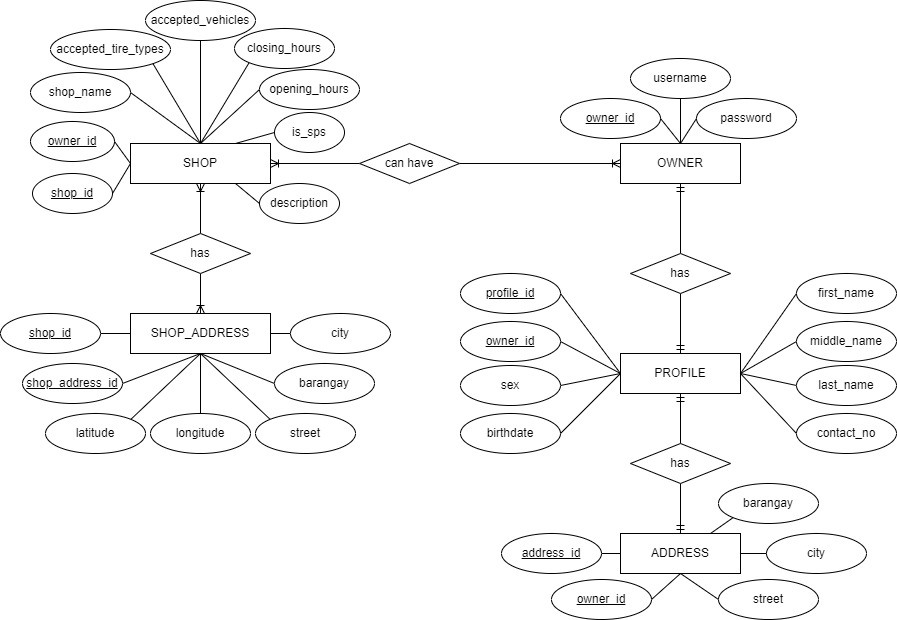 accepted_vehicles
accepted_tire_types
closing_hours
shop_name
opening_hours
is_sps
owner_id
shop_id
SHOP
description
can have
username
owner_id
password
OWNER
has
has
shop_id
SHOP_ADDRESS
city
shop_address_id
barangay
latitude
longitude
street
profile_id
first_name
owner_id
middle_name
PROFILE
sex
last_name
birthdate
contact_no
has
barangay
address_id
ADDRESS
city
owner_id
street